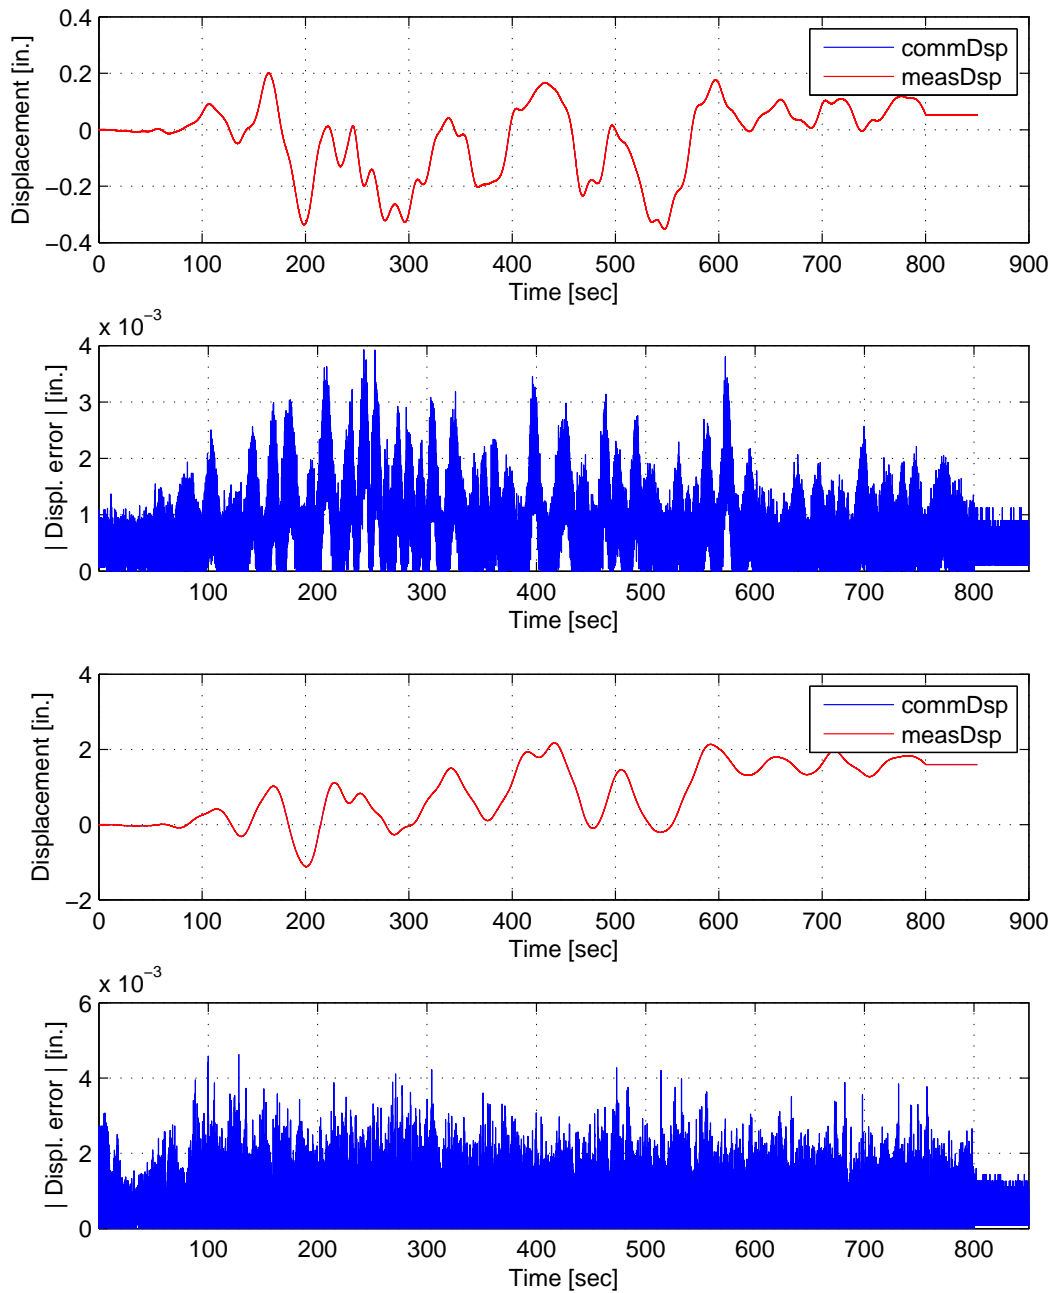 0.4
0.2
0
−0.2
−0.4
Displacement [in.]
commDsp
measDsp
0 100 200 300 400 500 600 700 800 900
Time [sec]
x 10−3
4
3
2
1
0
| Displ. error | [in.]
100 200 300 400 500 600 700 800
Time [sec]
4
2
0
−2
Displacement [in.]
commDsp
measDsp
0 100 200 300 400 500 600 700 800 900
Time [sec]
x 10−3
6
4
2
0
| Displ. error | [in.]
100 200 300 400 500 600 700 800
Time [sec]